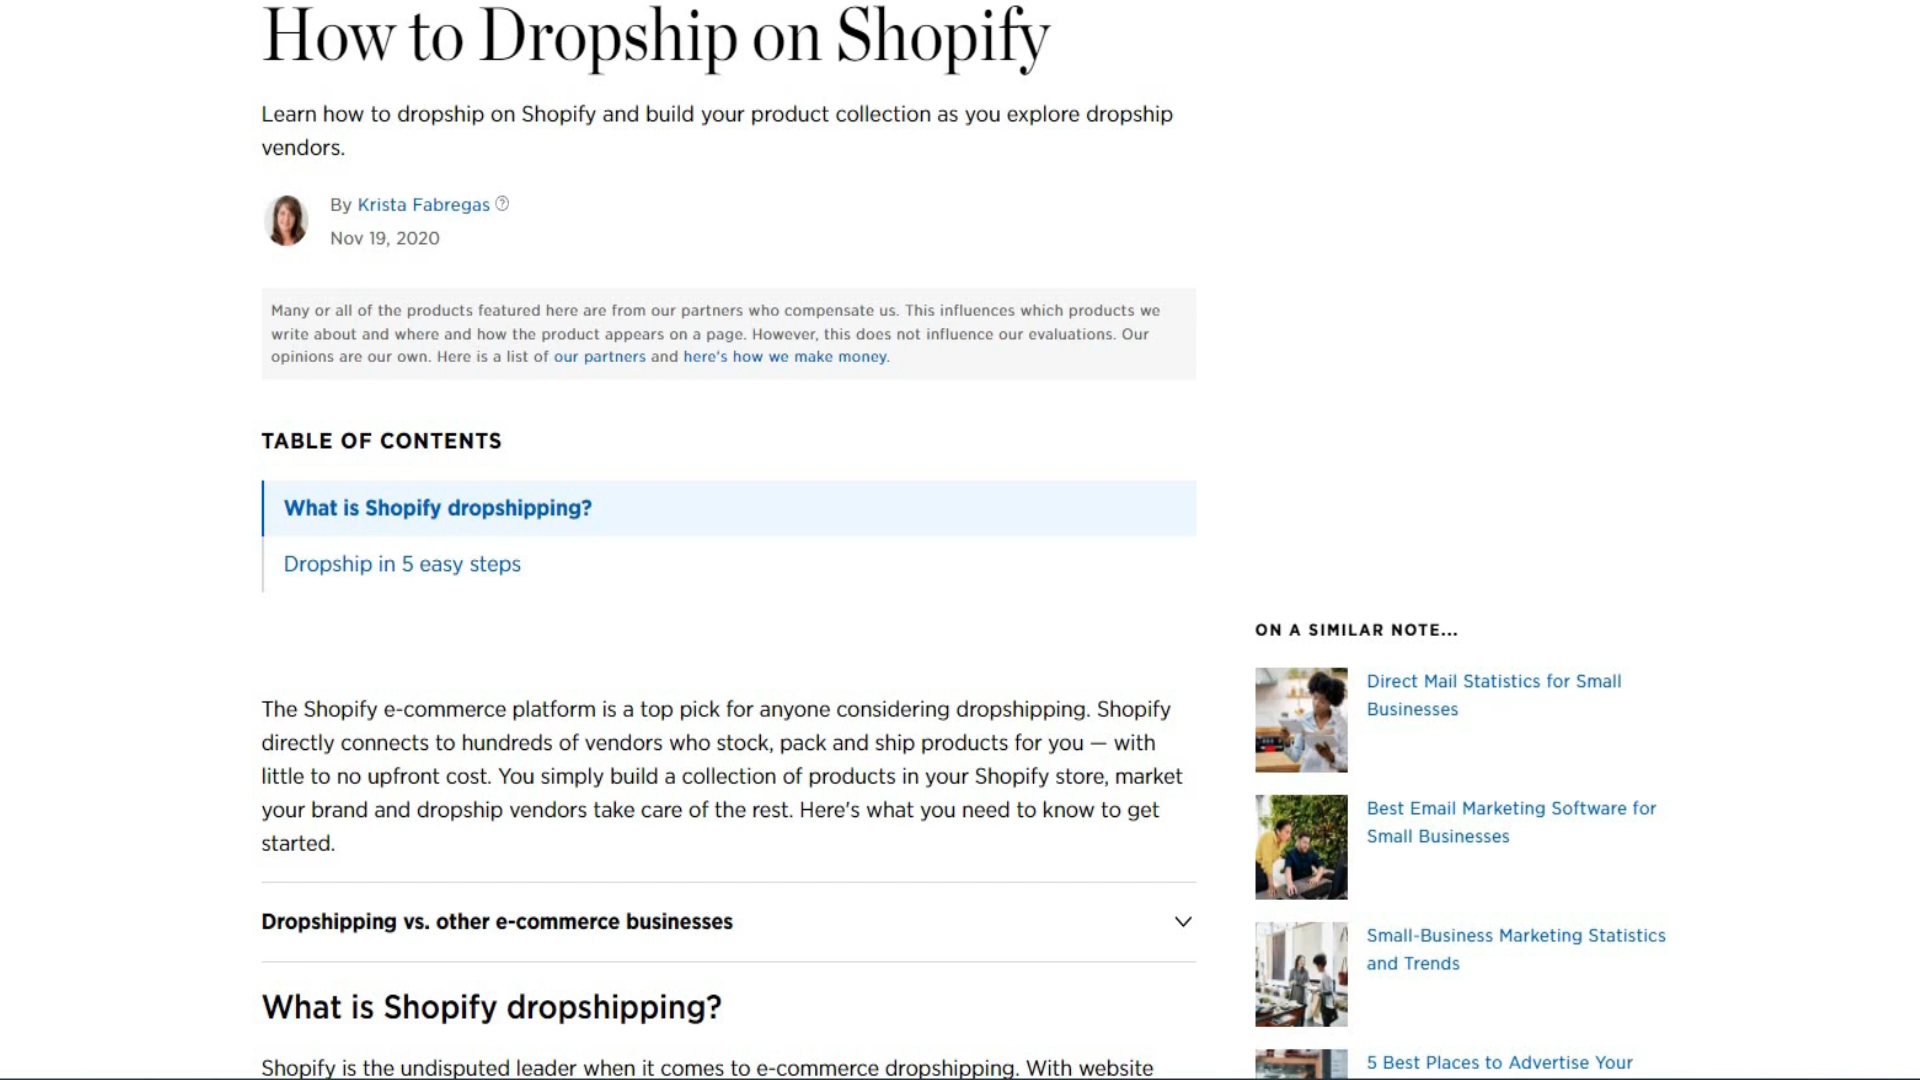 How to Dropship on Shopify
Learn how to dropship on Shopify and build your product collection as you explore dropship
vendors.
By Krista Fabregas ?
Nov 19, 2020
Many or all of the products featured here are from our partners who compensate us. This influences which products we
write about and where and how the product appears on a page. However, this does not influence our evaluations. Our
opinions are our own. Here is a list of our partners and here's how we make money.
TABLE OF CONTENTS
What is Shopify dropshipping?
Dropship in 5 easy steps
The Shopify e-commerce platform is a top pick for anyone considering dropshipping. Shopify
directly connects to hundreds of vendors who stock, pack and ship products for you — with
little to no upfront cost. You simply build a collection of products in your Shopify store, market
your brand and dropship vendors take care of the rest. Here's what you need to know to get
started.
Dropshipping vs. other e-commerce businesses
What is Shopify dropshipping?
Shopify is the undisputed leader when it comes to e-commerce dropshipping. With website
ON A SIMILAR NOTE...
Direct Mail Statistics for Small
Businesses
Best Email Marketing Software for
Small Businesses
Small-Business Marketing Statistics
and Trends
5 Best Places to Advertise Your